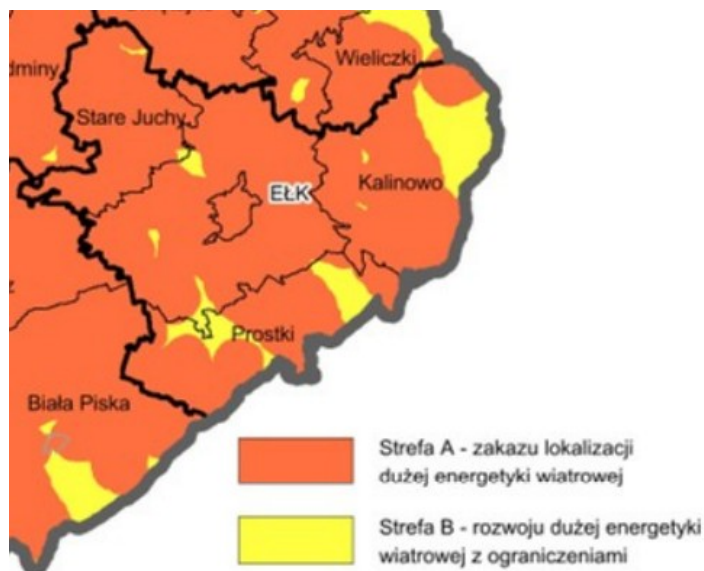 Wieliczki
dminy
Stare Juchy
EŁK
Kalinowo
Prostki
Biała Piska
Strefa A - zakazu lokalizacji
dużej energetyki wiatrowej
Strefa B - rozwoju dużej energetyki
wiatrowej z ograniczeniami